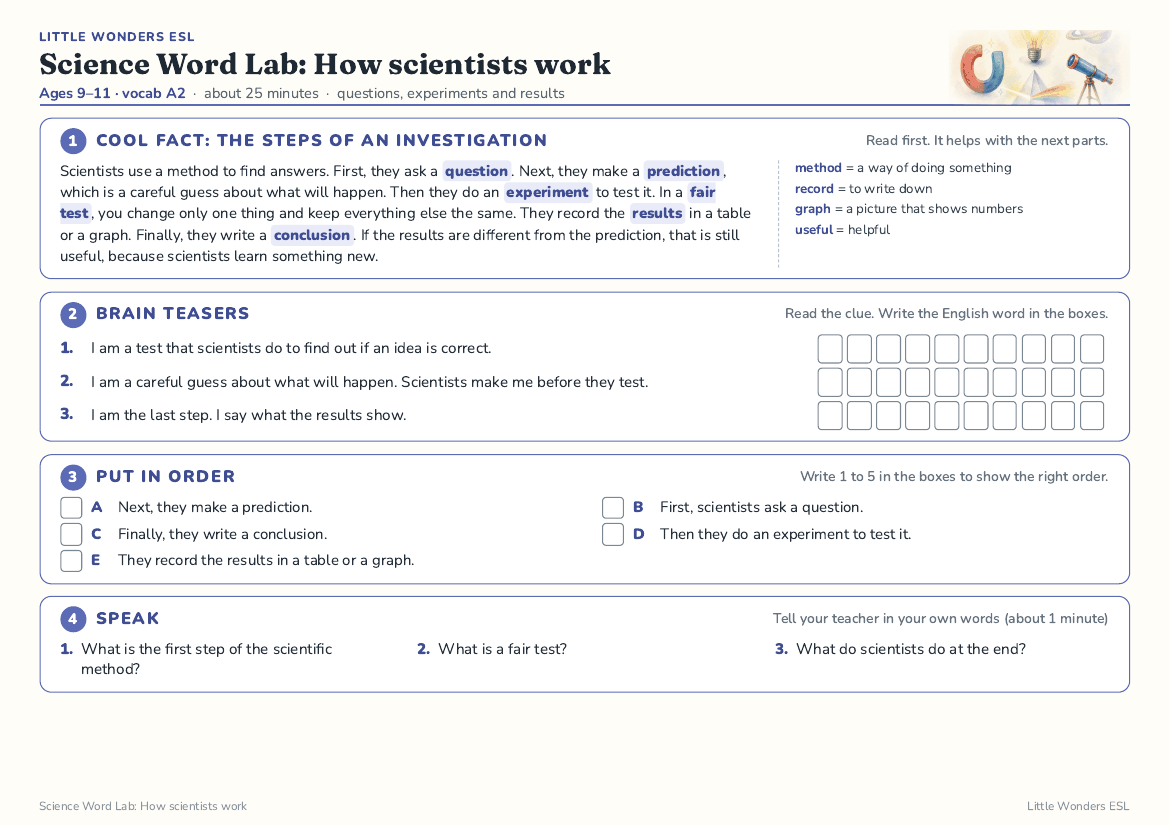 LITTLE WONDERS ESL
Science Word Lab: How scientists work
Ages 9–11 · vocab A2 · about 25 minutes · questions, experiments and results
1 COOL FACT: THE STEPS OF AN INVESTIGATION
Read first. It helps with the next parts.
Scientists use a method to find answers. First, they ask a question. Next, they make a prediction,
which is a careful guess about what will happen. Then they do an experiment to test it. In a fair
test, you change only one thing and keep everything else the same. They record the results in a table
or a graph. Finally, they write a conclusion. If the results are different from the prediction, that is still
useful, because scientists learn something new.
method = a way of doing something
record = to write down
graph = a picture that shows numbers
useful = helpful
2 BRAIN TEASERS
Read the clue. Write the English word in the boxes.
1. I am a test that scientists do to find out if an idea is correct.
2. I am a careful guess about what will happen. Scientists make me before they test.
3. I am the last step. I say what the results show.
3 PUT IN ORDER
Write 1 to 5 in the boxes to show the right order.
A Next, they make a prediction.
B First, scientists ask a question.
C Finally, they write a conclusion.
D Then they do an experiment to test it.
E They record the results in a table or a graph.
4 SPEAK
Tell your teacher in your own words (about 1 minute)
1. What is the first step of the scientific
method?
2. What is a fair test?
3. What do scientists do at the end?
Science Word Lab: How scientists work
Little Wonders ESL